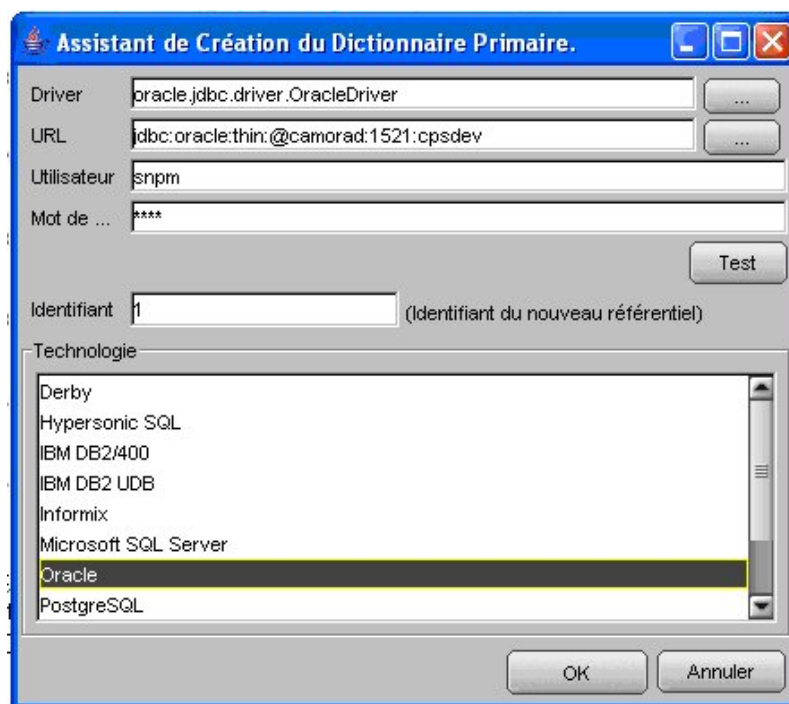 Assistant de Création du Dictionnaire Primaire.
Driver oracle.jdbc.driver.OracleDriver ...
URL jdbc:oracle:thin:@camorad:1521:cpsdev ...
Utilisateur snpm
Mot de ... ****
Test
Identifiant 1 (Identifiant du nouveau référentiel)
Technologie
Derby
Hypersonic SQL
IBM DB2/400
IBM DB2 UDB
Informix
Microsoft SQL Server
Oracle
PostgreSQL
OK Annuler